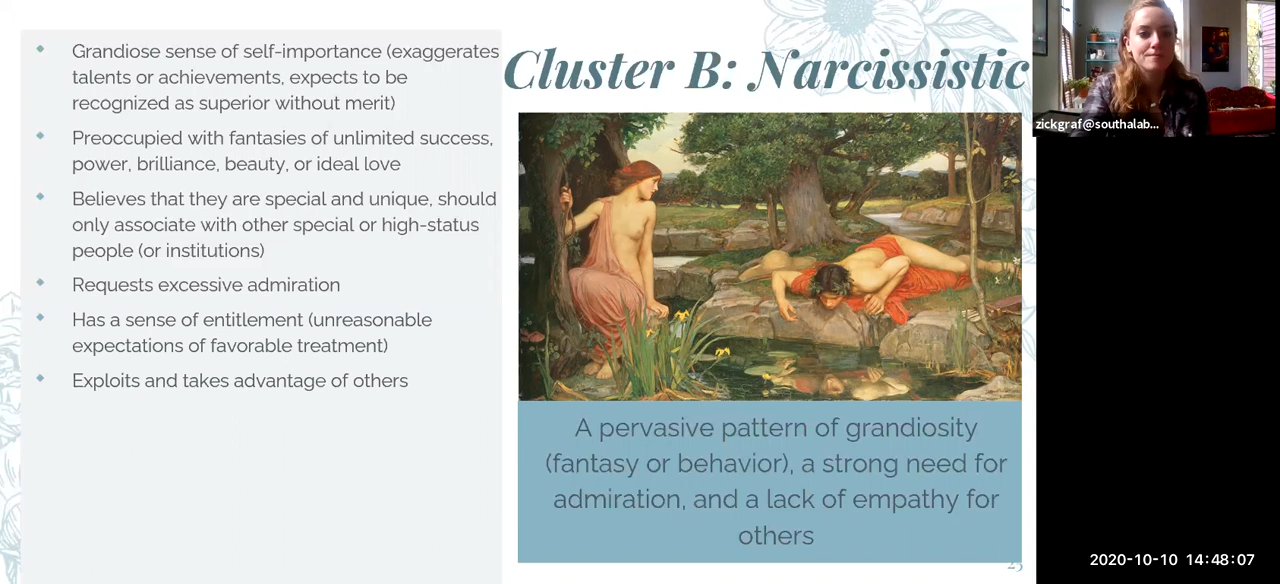 Grandiose sense of self-importance (exaggerates
talents or achievements, expects to be
recognized as superior without merit)
Preoccupied with fantasies of unlimited success,
power, brilliance, beauty, or ideal love
Believes that they are special and unique, should
only associate with other special or high-status
people (or institutions)
Requests excessive admiration
Has a sense of entitlement (unreasonable
expectations of favorable treatment)
Exploits and takes advantage of others
Cluster B: Narcissistic
A pervasive pattern of grandiosity
(fantasy or behavior), a strong need for
admiration, and a lack of empathy for
others
zickgraf@southalab...
2020-10-10 14:48:07